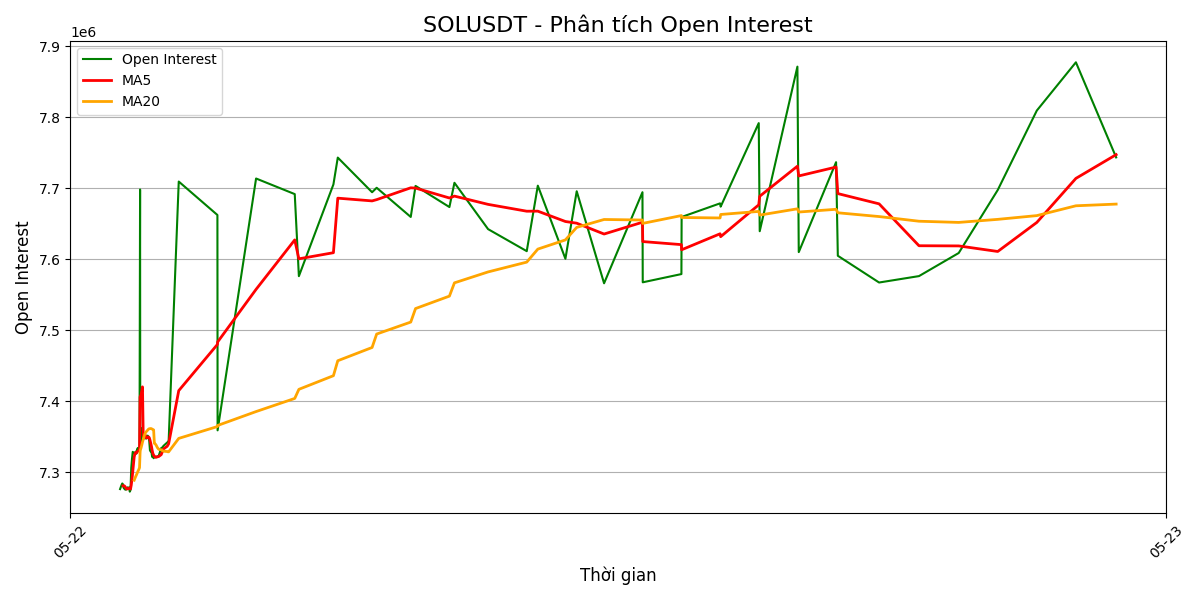 SOLUSDT - Phân tích Open Interest
1e6
Open Interest
MA5
MA20
7.9
7.8
7.7
7.6
7.5
7.4
7.3
Open Interest
05-22
05-23
Thời gian